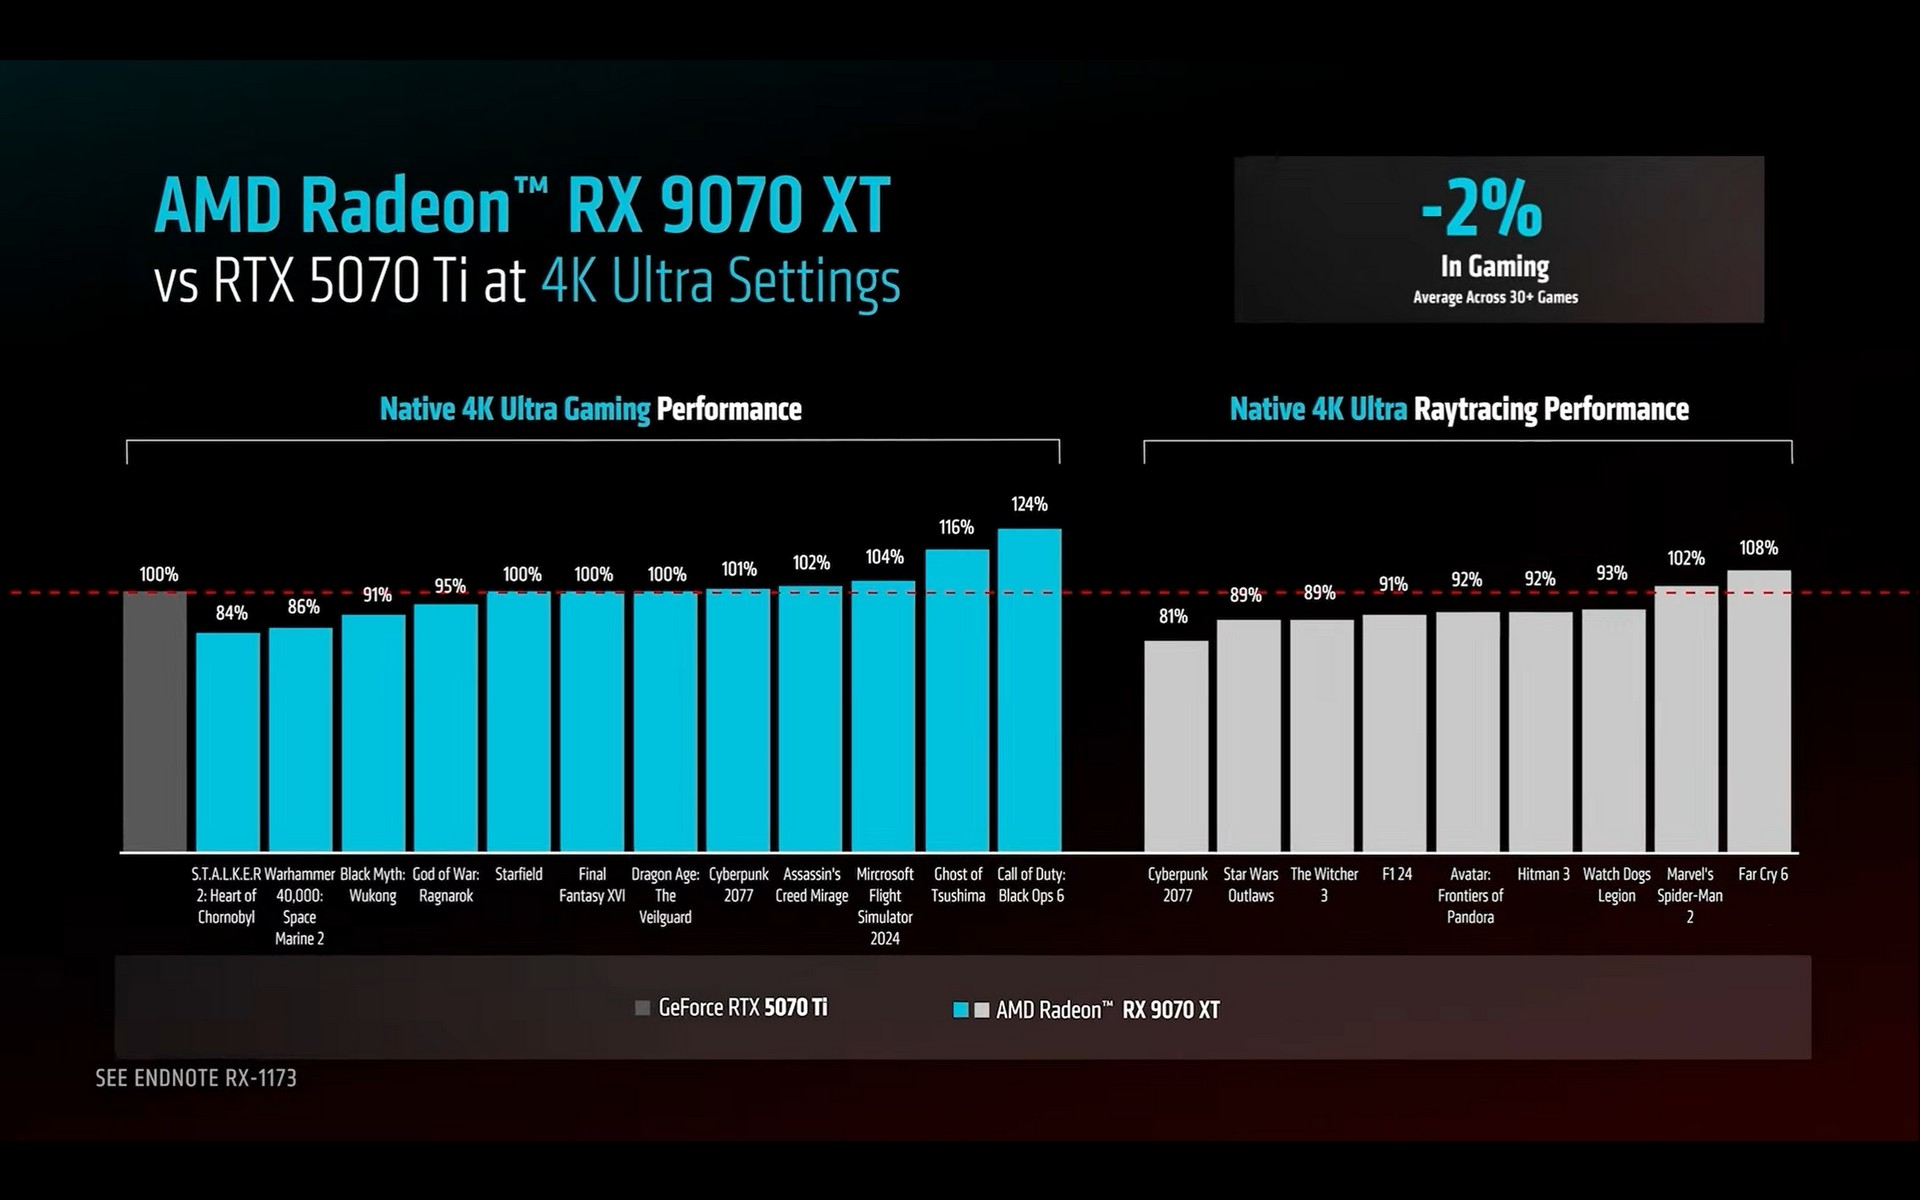 AMD Radeon™ RX 9070 XT
vs RTX 5070 Ti at 4K Ultra Settings
-2%
In Gaming
Average Across 30+ Games
Native 4K Ultra Gaming Performance
100%
84%
86%
91%
95%
100%
100%
100%
101%
102%
104%
116%
124%
S.T.A.L.K.E.R
2: Heart of
Chornobyl
Warhammer
40,000:
Space
Marine 2
Black Myth:
Wukong
God of War:
Ragnarok
Starfield
Final
Fantasy XVI
Dragon Age:
The
Veilguard
Cyberpunk
2077
Assassin's
Creed Mirage
Mircrosoft
Flight
Simulator
2024
Ghost of
Tsushima
Call of Duty:
Black Ops 6
Native 4K Ultra Raytracing Performance
81%
89%
89%
91%
92%
92%
93%
102%
108%
Cyberpunk
2077
Star Wars
Outlaws
The Witcher
3
F1 24
Avatar:
Frontiers of
Pandora
Hitman 3
Watch Dogs
Legion
Marvel's
Spider-Man
2
Far Cry 6
GeForce RTX 5070 Ti
AMD Radeon™ RX 9070 XT
SEE ENDNOTE RX-1173